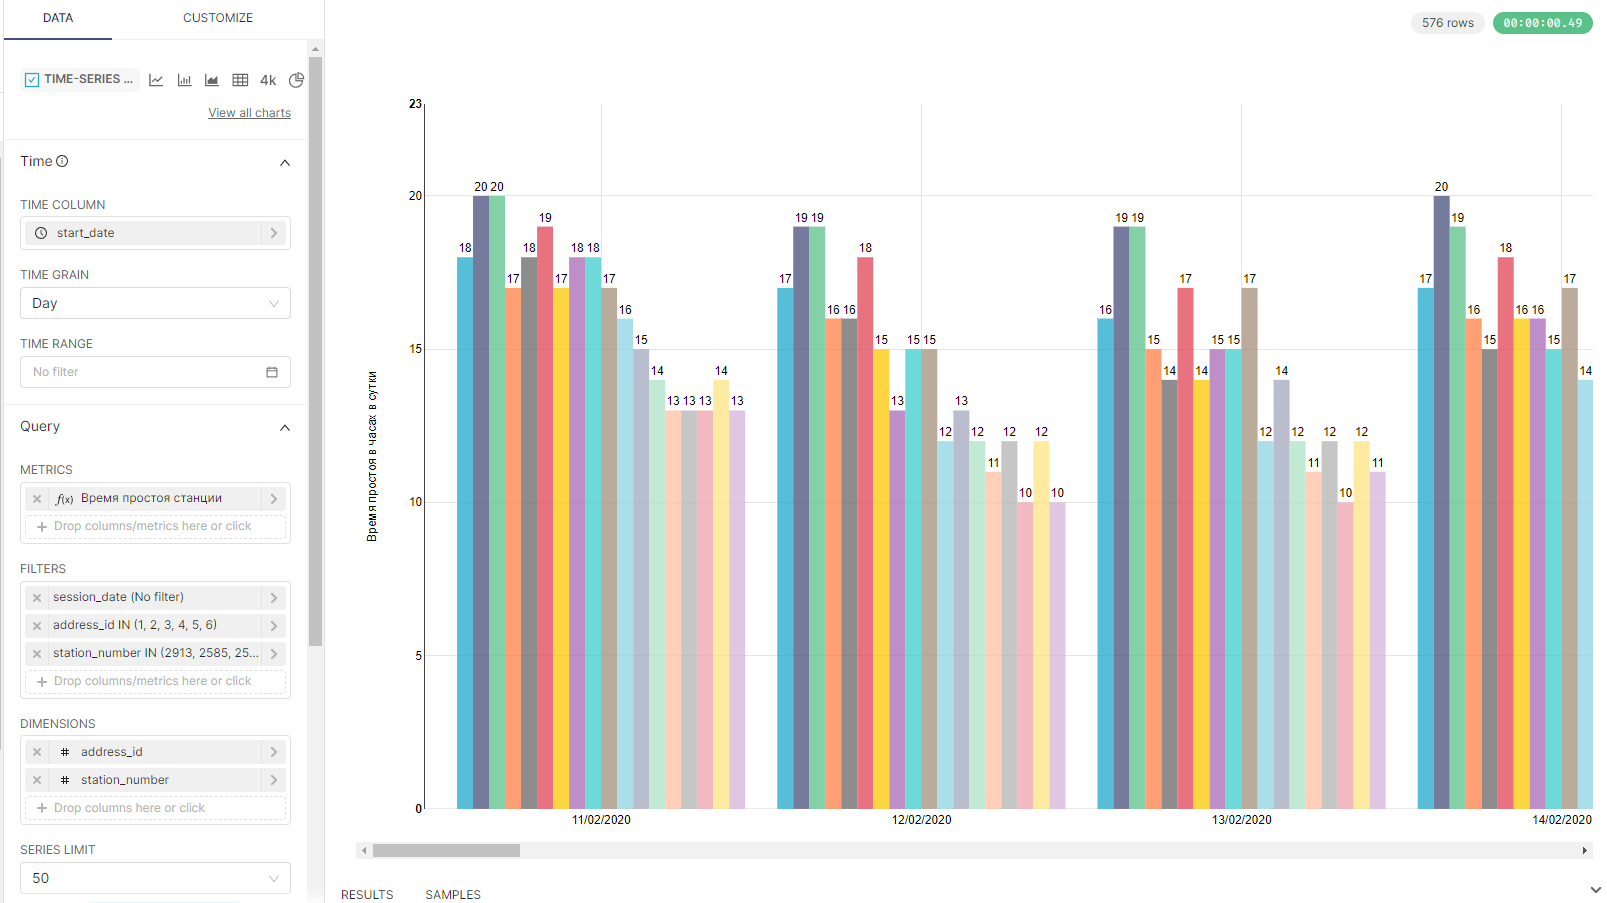 DATA CUSTOMIZE
576 rows 00:00:00.49
TIME-SERIES ...
4k
View all charts
Time
TIME COLUMN
start_date
TIME GRAIN
Day
TIME RANGE
No filter
Query
METRICS
f(x) Время простоя станции
Drop columns/metrics here or click
FILTERS
session_date (No filter)
address_id IN (1, 2, 3, 4, 5, 6)
station_number IN (2913, 2585, 25...
Drop columns/metrics here or click
DIMENSIONS
# address_id
# station_number
Drop columns here or click
SERIES LIMIT
50
Время простоя в часах в сутки
23
20
15
10
5
0
18 20 20 17 18 19 17 18 18 17 16 15 14 13 13 13 14 13
17 19 19 16 16 18 15 13 15 15 12 13 12 11 12 10 12 10
16 19 19 15 14 17 14 15 15 17 12 14 12 11 12 10 12 11
17 20 19 16 15 18 16 16 15 17 14
11/02/2020 12/02/2020 13/02/2020 14/02/2020
RESULTS SAMPLES